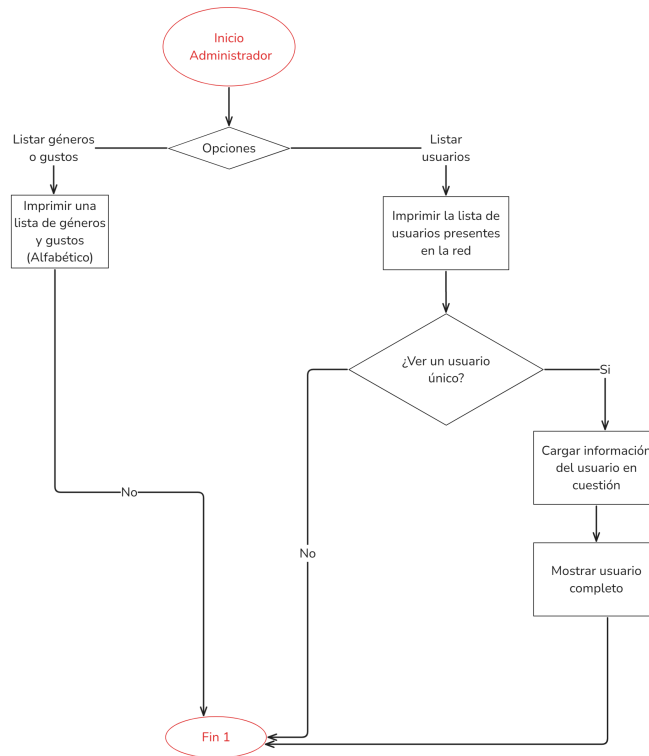 Inicio
Administrador
Opciones
Listar géneros
o gustos
Listar
usuarios
Imprimir una
lista de géneros
y gustos
(Alfabético)
Imprimir la lista de
usuarios presentes
en la red
¿Ver un usuario
único?
Si
Cargar información
del usuario en
cuestión
No
No
Mostrar usuario
completo
Fin 1